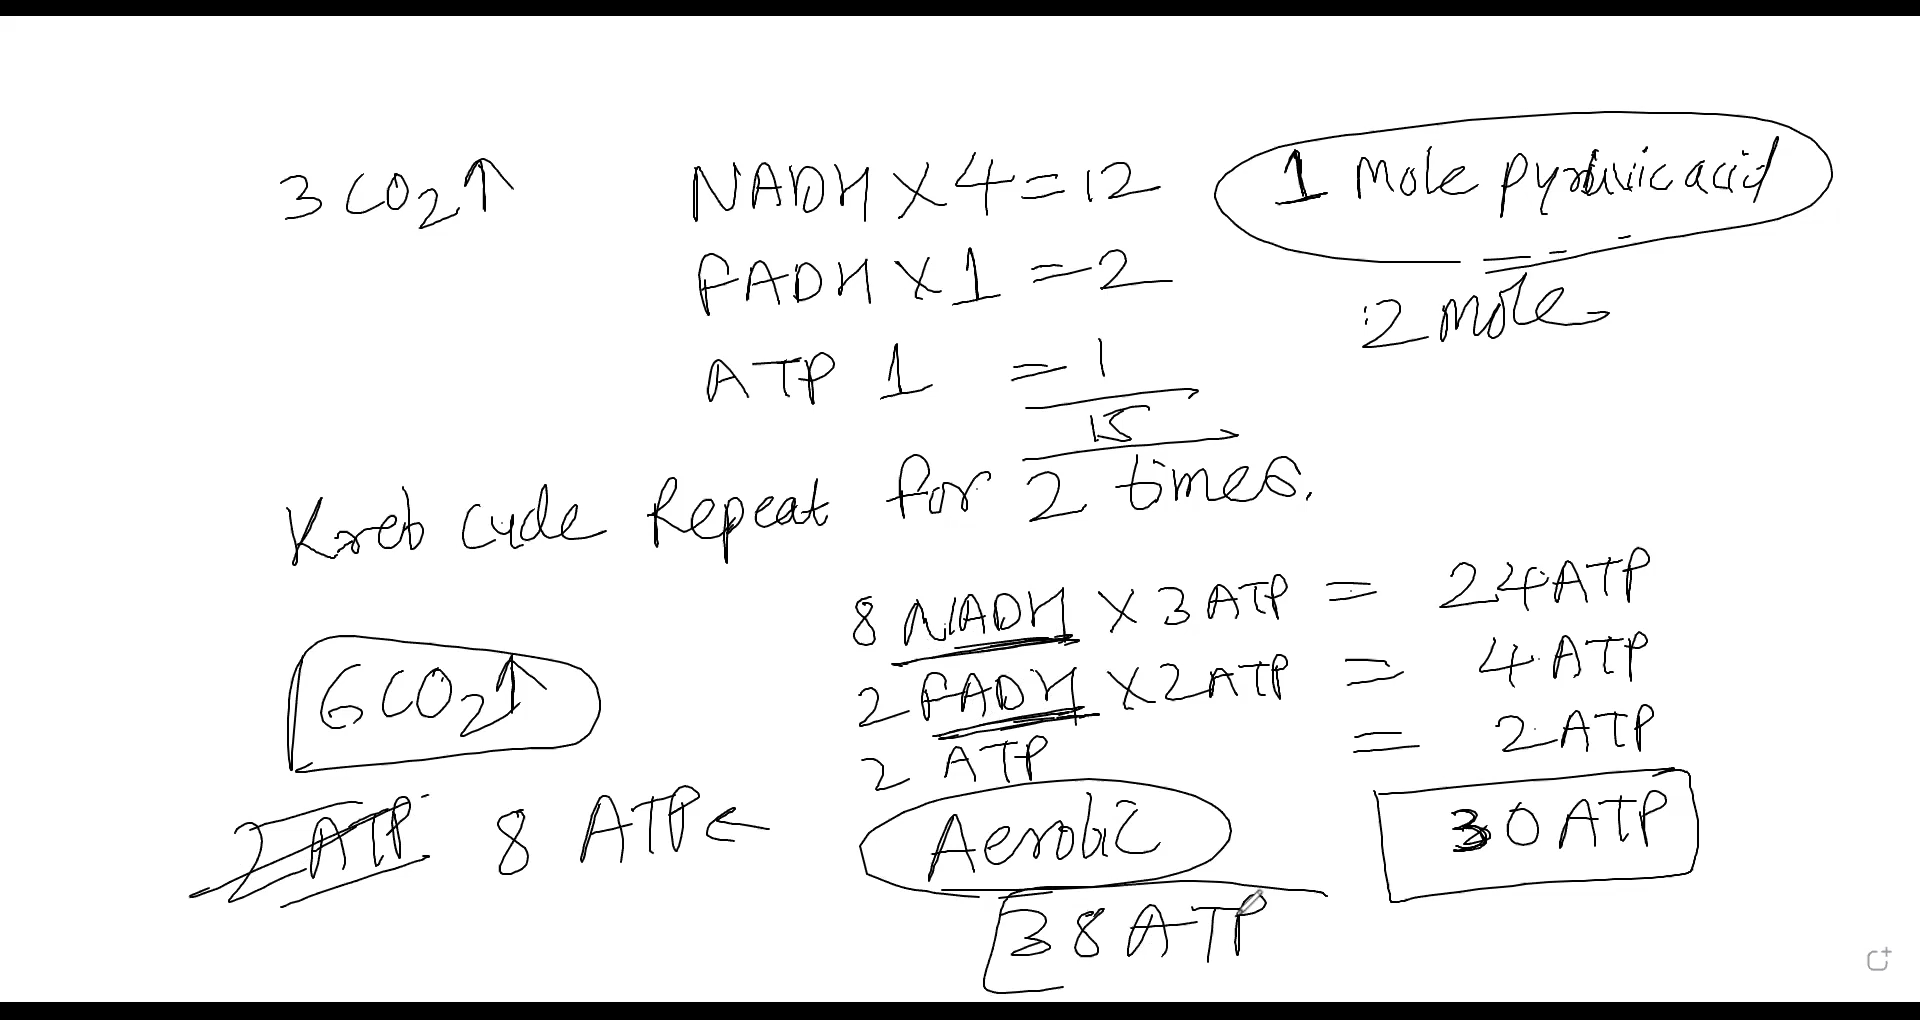 3 CO2↑ NADH X 4 = 12 1 Mole pyruvic acid
FADH X 1 = 2 2 mole
ATP 1 = 1
15
Kreb cycle Repeat for 2 times.
8 NADH X 3 ATP = 24 ATP
2 FADH X 2 ATP = 4 ATP
6 CO2↑
2 ATP = 2 ATP
2 ATP 8 ATP ← Aerobic 30 ATP
38 ATP